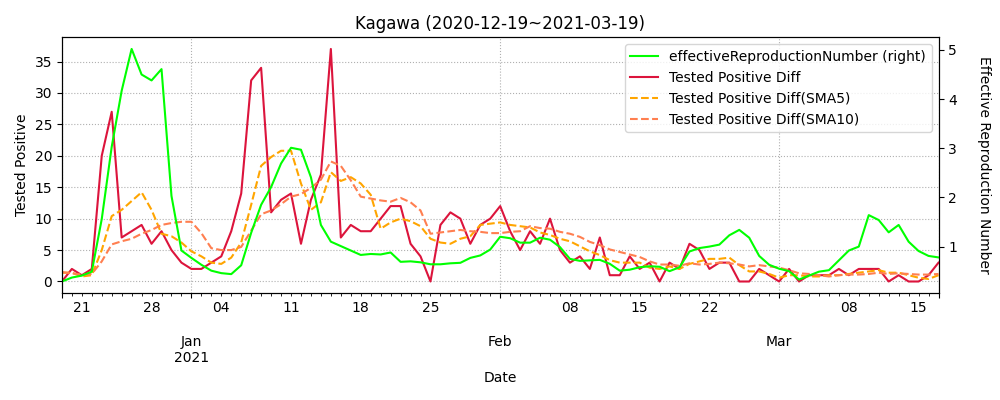 Kagawa (2020-12-19~2021-03-19)
effectiveReproductionNumber (right)
Tested Positive Diff
Tested Positive Diff(SMA5)
Tested Positive Diff(SMA10)
Tested Positive
35
30
25
20
15
10
5
0
Effective Reproduction Number
5
4
3
2
1
21 28 04 11 18 25 08 15 22 08 15
Jan Feb Mar
2021
Date